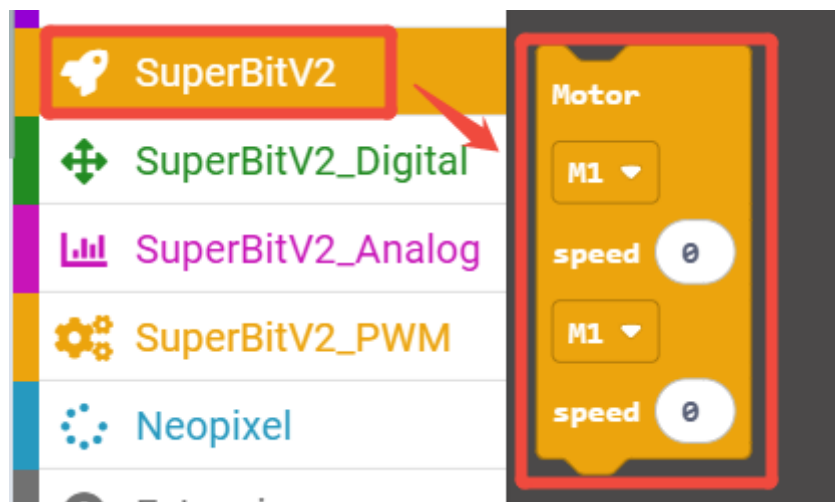 SuperBitV2
SuperBitV2_Digital
SuperBitV2_Analog
SuperBitV2_PWM
Neopixel
Motor
M1
speed 0
M1
speed 0